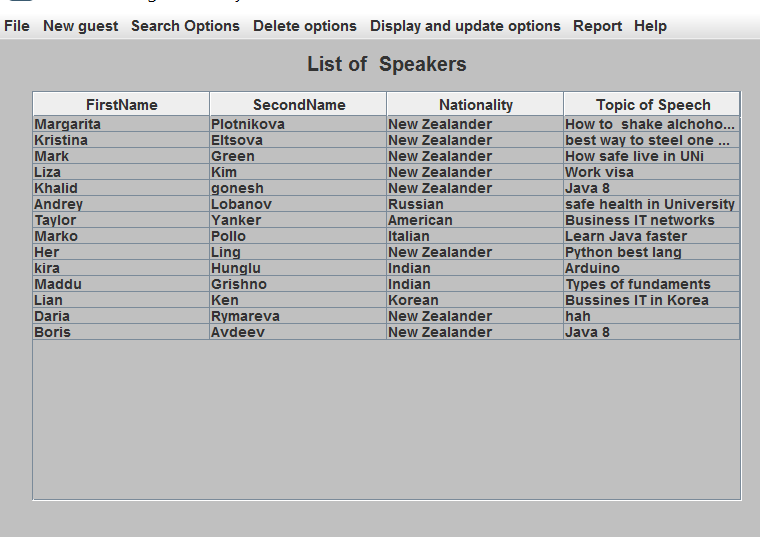 File New guest Search Options Delete options Display and update options Report Help
List of  Speakers
FirstName SecondName Nationality Topic of Speech
Margarita Plotnikova New Zealander How to  shake alchoho...
Kristina Eltsova New Zealander best way to steel one ...
Mark Green New Zealander How safe live in UNi
Liza Kim New Zealander Work visa
Khalid gonesh New Zealander Java 8
Andrey Lobanov Russian safe health in University
Taylor Yanker American Business IT networks
Marko Pollo Italian Learn Java faster
Her Ling New Zealander Python best lang
kira Hunglu Indian Arduino
Maddu Grishno Indian Types of fundaments
Lian Ken Korean Bussines IT in Korea
Daria Rymareva New Zealander hah
Boris Avdeev New Zealander Java 8